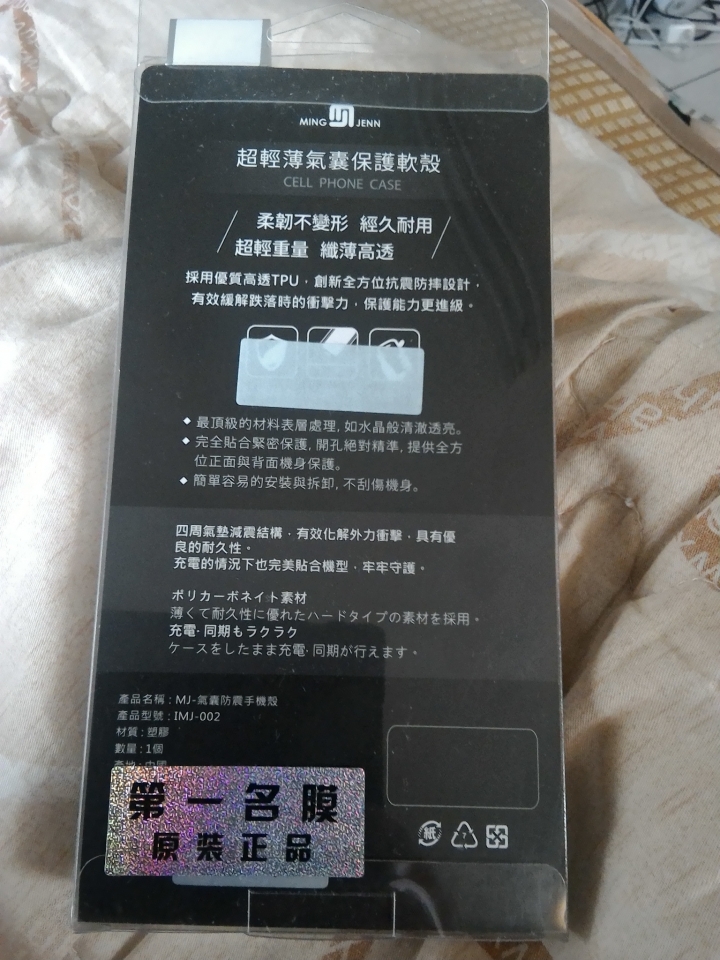 MING MJ JENN
超輕薄氣囊保護軟殼
CELL PHONE CASE
柔韌不變形 經久耐用
超輕重量 纖薄高透
採用優質高透TPU，創新全方位抗震防摔設計，
有效緩解跌落時的衝擊力，保護能力更進級。
◆ 最頂級的材料表層處理, 如水晶般清澈透亮。
◆ 完全貼合緊密保護, 開孔絕對精準, 提供全方
位正面與背面機身保護。
◆ 簡單容易的安裝與拆卸, 不刮傷機身。
四周氣墊減震結構，有效化解外力衝擊，具有優
良的耐久性。
充電的情況下也完美貼合機型，牢牢守護。
ポリカーボネイト素材
薄くて耐久性に優れたハードタイプの素材を採用。
充電·同期もラクラク
ケースをしたまま充電·同期が行えます。
產品名稱：MJ-氣囊防震手機殼
產品型號：IMJ-002
材質：塑膠
數量：1個
產地：中國
第一名膜
原裝正品
紙
7